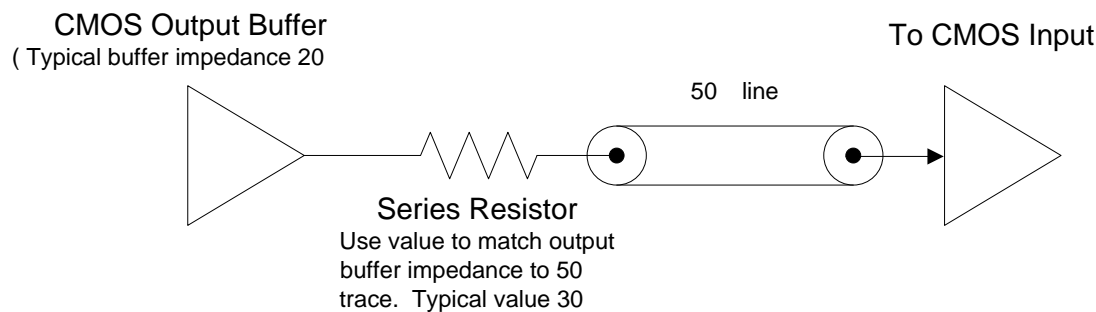 CMOS Output Buffer
( Typical buffer impedance 20
To CMOS Input
50 line
Series Resistor
Use value to match output
buffer impedance to 50
trace. Typical value 30